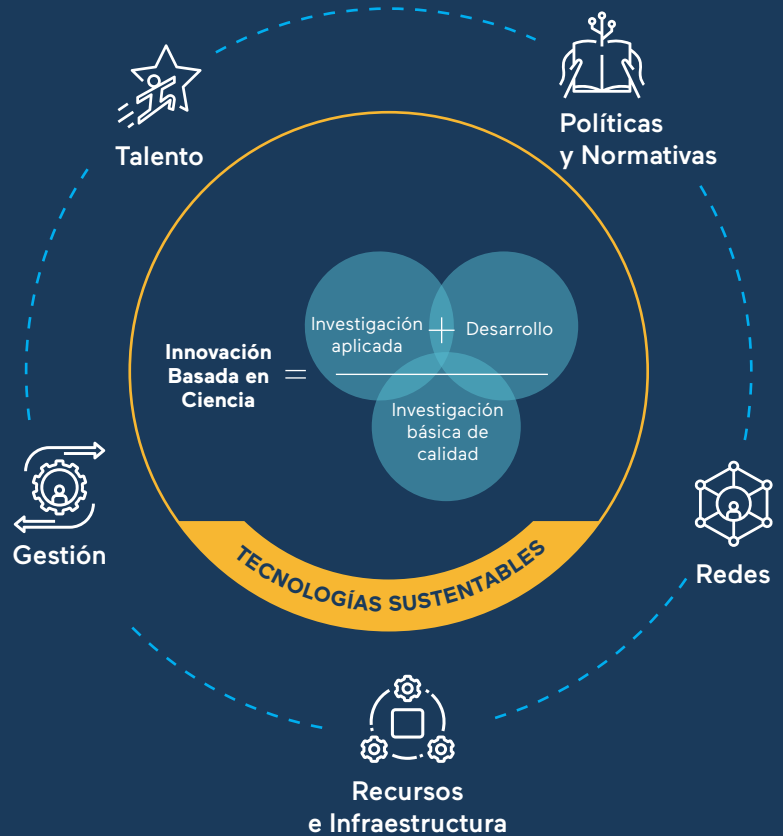 Talento
Políticas
y Normativas
Innovación
Basada en
Ciencia
=
Investigación
aplicada
+
Desarrollo
Investigación
básica de
calidad
Gestión
Redes
TECNOLOGÍAS SUSTENTABLES
Recursos
e Infraestructura